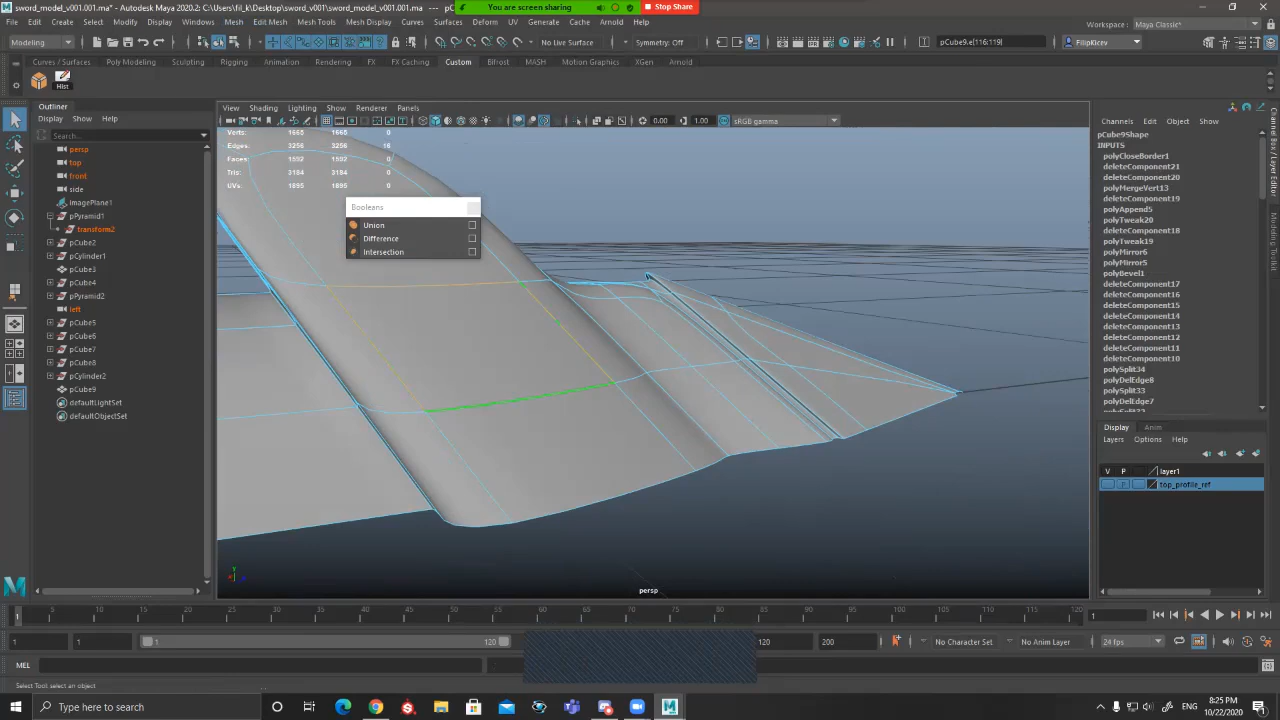 Autodesk Maya 2020.2: C:\Users\fil_k\Desktop\sword_model_v001\sword_model_v001.001.ma* --- pC
You are screen sharing
Stop Share
File Edit Create Select Modify Display Windows Mesh Edit Mesh Mesh Tools Mesh Display Curves Surfaces Deform UV Generate Cache Arnold Help
Workspace : Maya Classic*
Modeling
No Live Surface
Symmetry: Off
pCube9.e[116:119]
FilipKicev
Curves / Surfaces Poly Modeling Sculpting Rigging Animation Rendering FX FX Caching Custom Bifrost MASH Motion Graphics XGen Arnold
Hist
Outliner
Display Show Help
Search...
persp
top
front
side
imagePlane1
pPyramid1
transform2
pCube2
pCylinder1
pCube3
pCube4
pPyramid2
left
pCube5
pCube6
pCube7
pCube8
pCylinder2
pCube9
defaultLightSet
defaultObjectSet
View Shading Lighting Show Renderer Panels
0.00 1.00 sRGB gamma
Verts: 1665 1665 0
Edges: 3256 3256 16
Faces: 1592 1592 0
Tris: 3184 3184 0
UVs: 1895 1895 0
Booleans
Union
Difference
Intersection
persp
Channels Edit Object Show
pCube9Shape
INPUTS
polyCloseBorder1
deleteComponent21
deleteComponent20
polyMergeVert13
polyAppend5
polyTweak20
deleteComponent18
polyTweak19
polyMirror6
polyMirror5
polyBevel1
deleteComponent17
deleteComponent16
deleteComponent15
deleteComponent14
deleteComponent13
deleteComponent12
deleteComponent11
deleteComponent10
polySplit34
polyDelEdge8
polySplit33
polyDelEdge7
Channel Box / Layer Editor
Modeling Toolkit
Display Anim
Layers Options Help
V P layer1
P top_profile_ref
5 10 15 20 25 30 35 40 45 50 55 60 65 70 75 80 85 90 95 100 105 110 115 120
1
1 1 1 120 120 200
No Character Set
No Anim Layer
24 fps
MEL
Select Tool: select an object
Type here to search
8:25 PM
10/22/2020